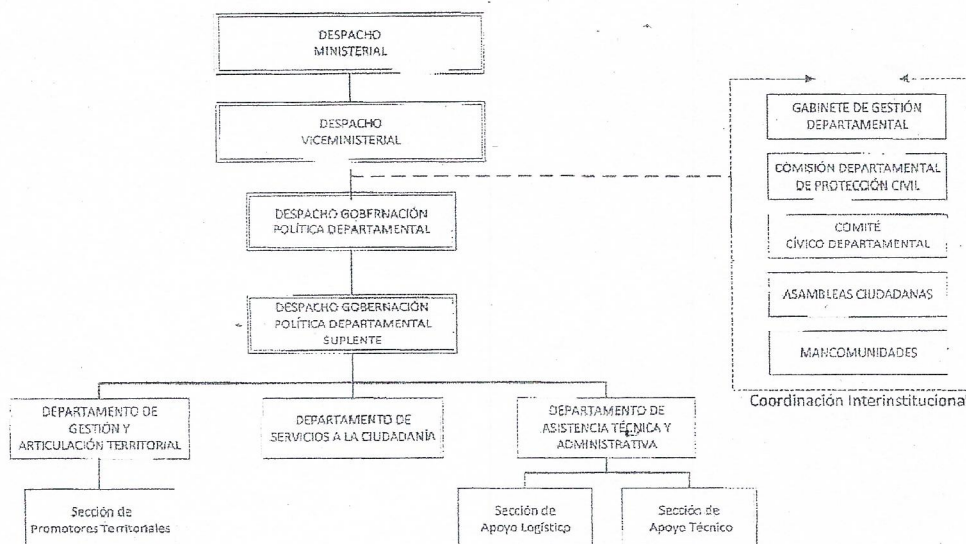 DESPACHO
MINISTERIAL
DESPACHO
VICEMINISTERIAL
DESPACHO GOBERNACIÓN
POLÍTICA DEPARTAMENTAL
DESPACHO GOBERNACIÓN
POLÍTICA DEPARTAMENTAL
SUPLENTE
DEPARTAMENTO DE
GESTIÓN Y
ARTICULACIÓN TERRITORIAL
DEPARTAMENTO DE
SERVICIOS A LA CIUDADANÍA
DEPARTAMENTO DE
ASISTENCIA TÉCNICA Y
ADMINISTRATIVA
Sección de
Promotores Territoriales
Sección de
Apoyo Logístico
Sección de
Apoyo Técnico
GABINETE DE GESTIÓN
DEPARTAMENTAL
COMISIÓN DEPARTAMENTAL
DE PROTECCIÓN CIVIL
COMITÉ
CÍVICO DEPARTAMENTAL
ASAMBLEAS CIUDADANAS
MANCOMUNIDADES
Coordinación Interinstitucional